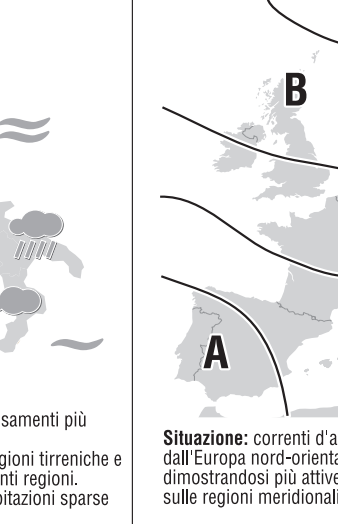 B
A
samenti più
gioni tirreniche e
nti regioni.
pitazioni sparse
Situazione: correnti d'a
dall'Europa nord-orienta
dimostrandosi più attive
sulle regioni meridionali